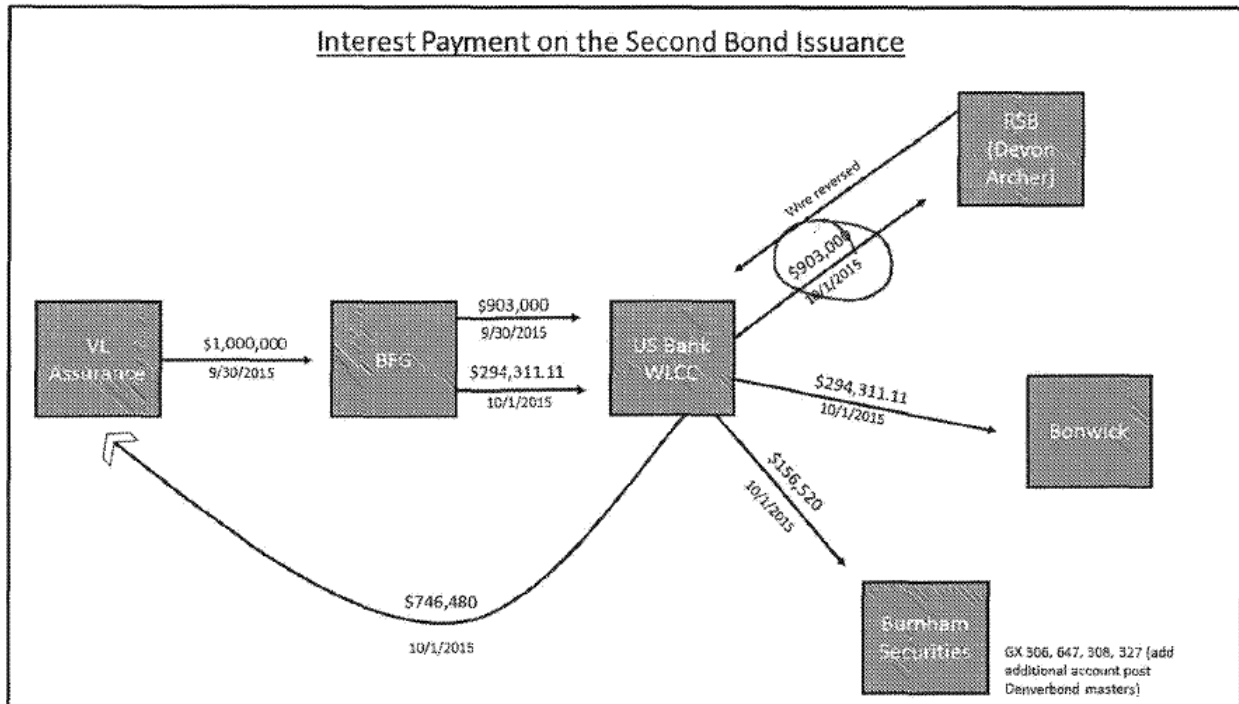 Interest Payment on the Second Bond Issuance
RSB
(Devon
Archer)
Wire reversed
$903,000
10/1/2015
VL
Assurance
$1,000,000
9/30/2015
BFG
$903,000
9/30/2015
$294,311.11
10/1/2015
US Bank
WLCC
$294,311.11
10/1/2015
Bonwick
$156,520
10/1/2015
$746,480
10/1/2015
Burnham
Securities
GX 306, 647, 308, 327 (add
additional account post
Denverbond masters)